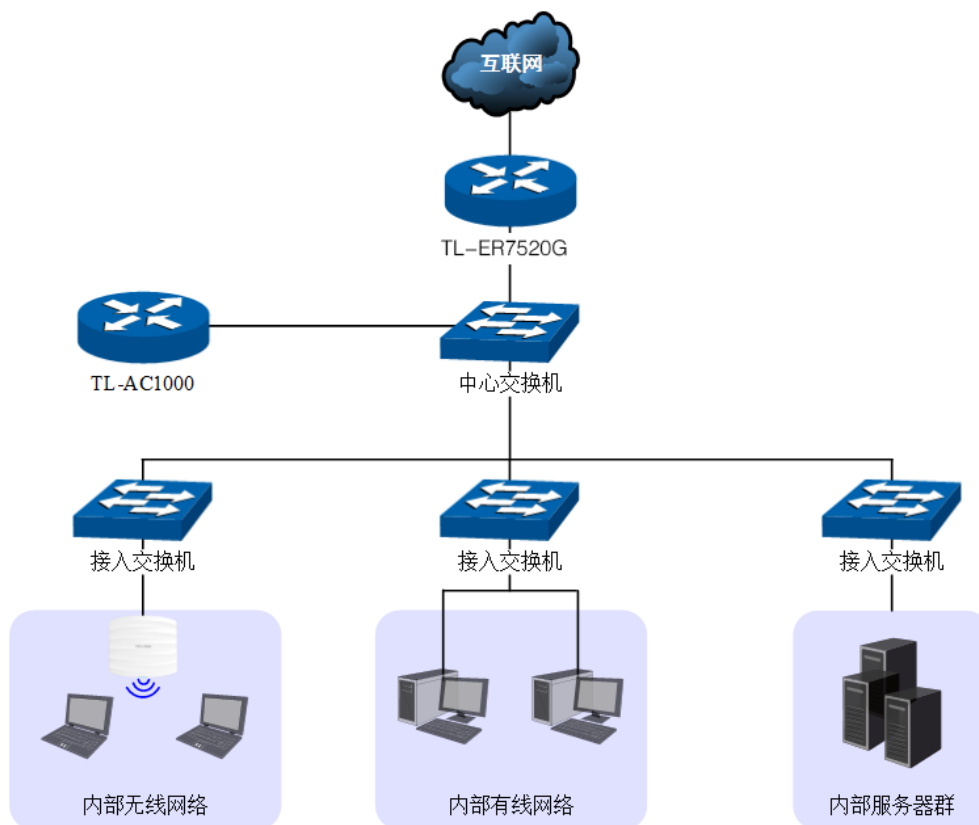 互联网
TL-ER7520G
TL-AC1000
中心交换机
接入交换机
接入交换机
接入交换机
内部无线网络
内部有线网络
内部服务器群